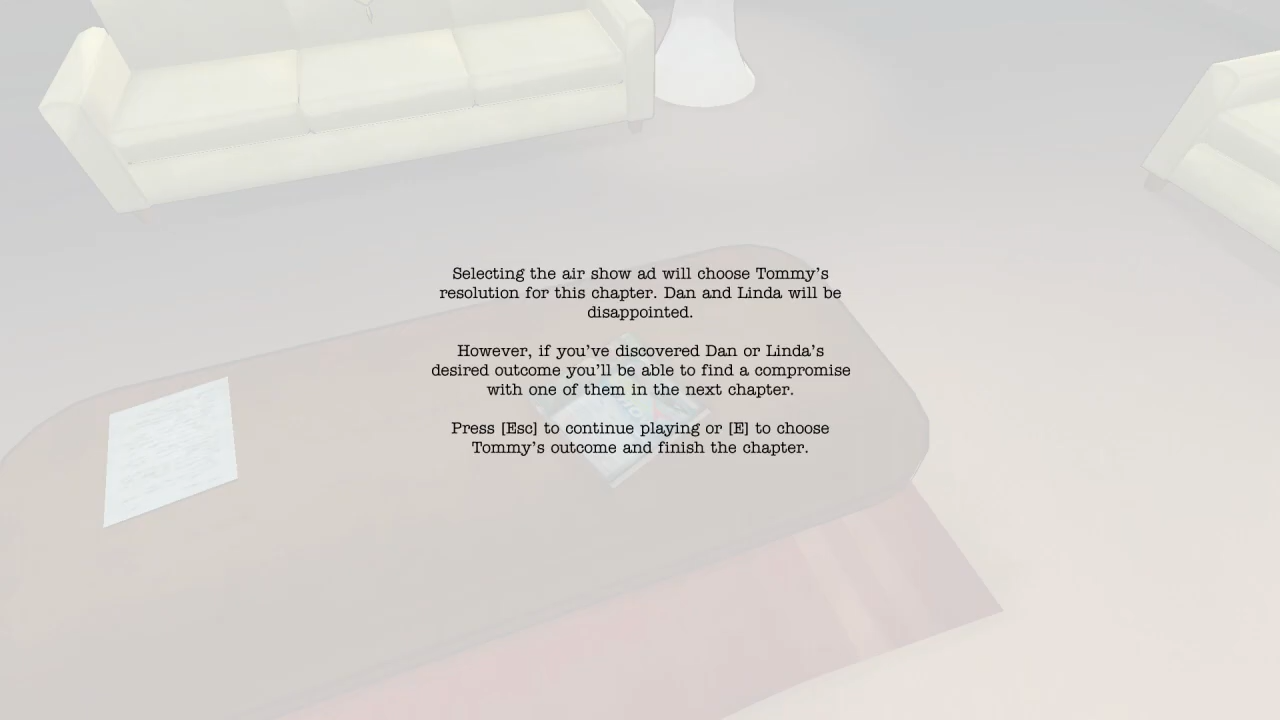 Selecting the air show ad will choose Tommy's
resolution for this chapter. Dan and Linda will be
disappointed.
However, if you've discovered Dan or Linda's
desired outcome you'll be able to find a compromise
with one of them in the next chapter.
Press [Esc] to continue playing or [E] to choose
Tommy's outcome and finish the chapter.